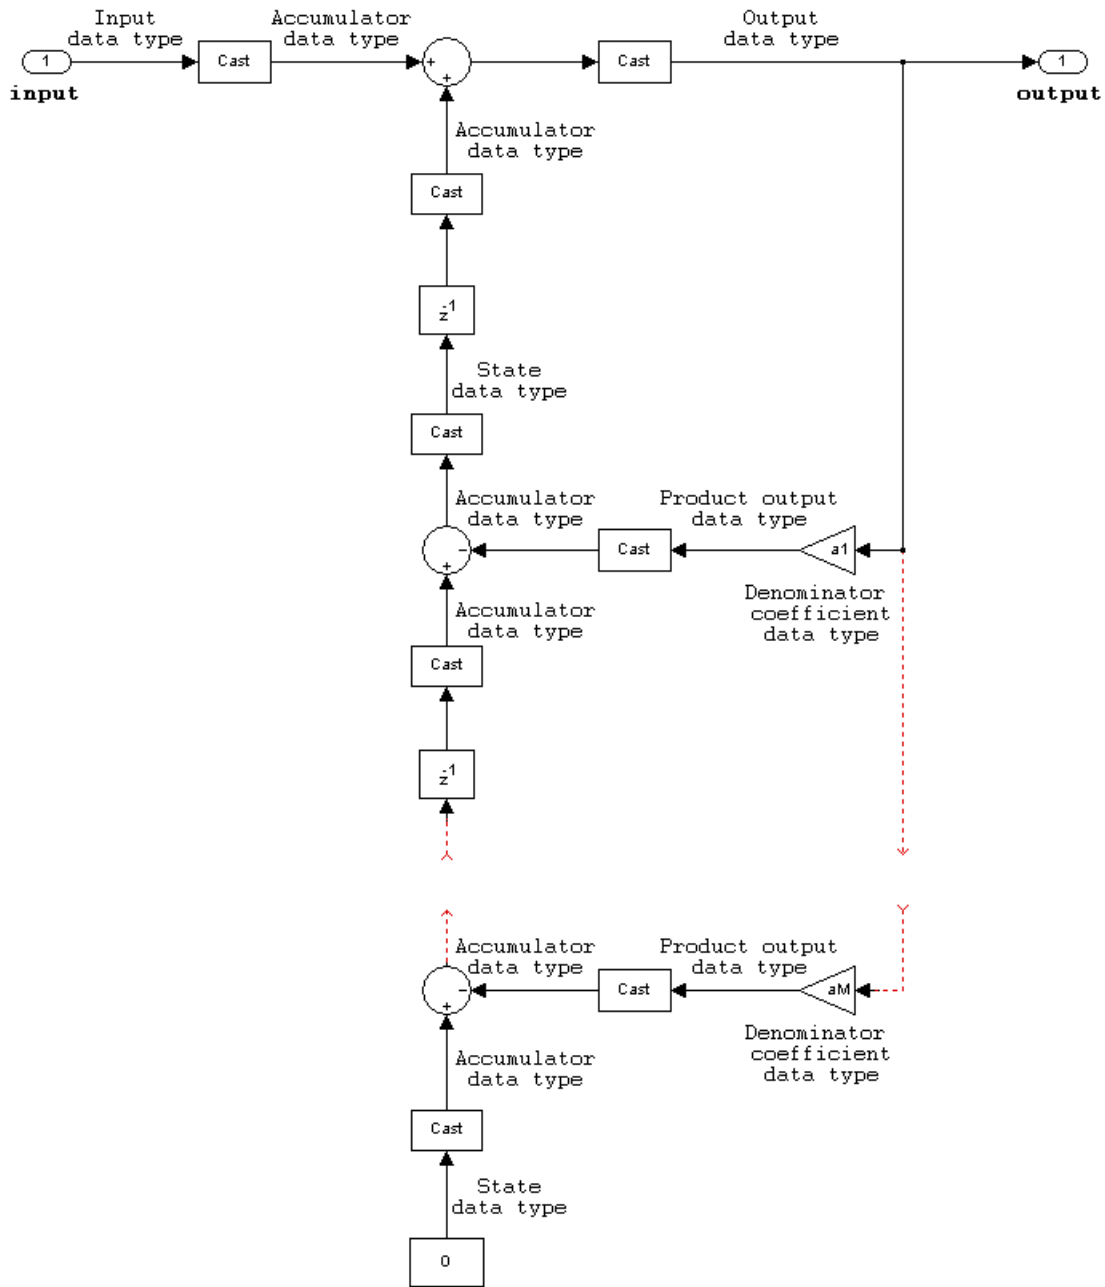 Input
data type
Accumulator
data type
Output
data type
1
Cast
+
+
Cast
1
input
output
Accumulator
data type
Cast
z-1
State
data type
Cast
Accumulator
data type
Product output
data type
−
+
Cast
a1
Accumulator
data type
Denominator
coefficient
data type
Cast
z-1
Accumulator
data type
Product output
data type
−
+
Cast
aM
Accumulator
data type
Denominator
coefficient
data type
Cast
State
data type
0